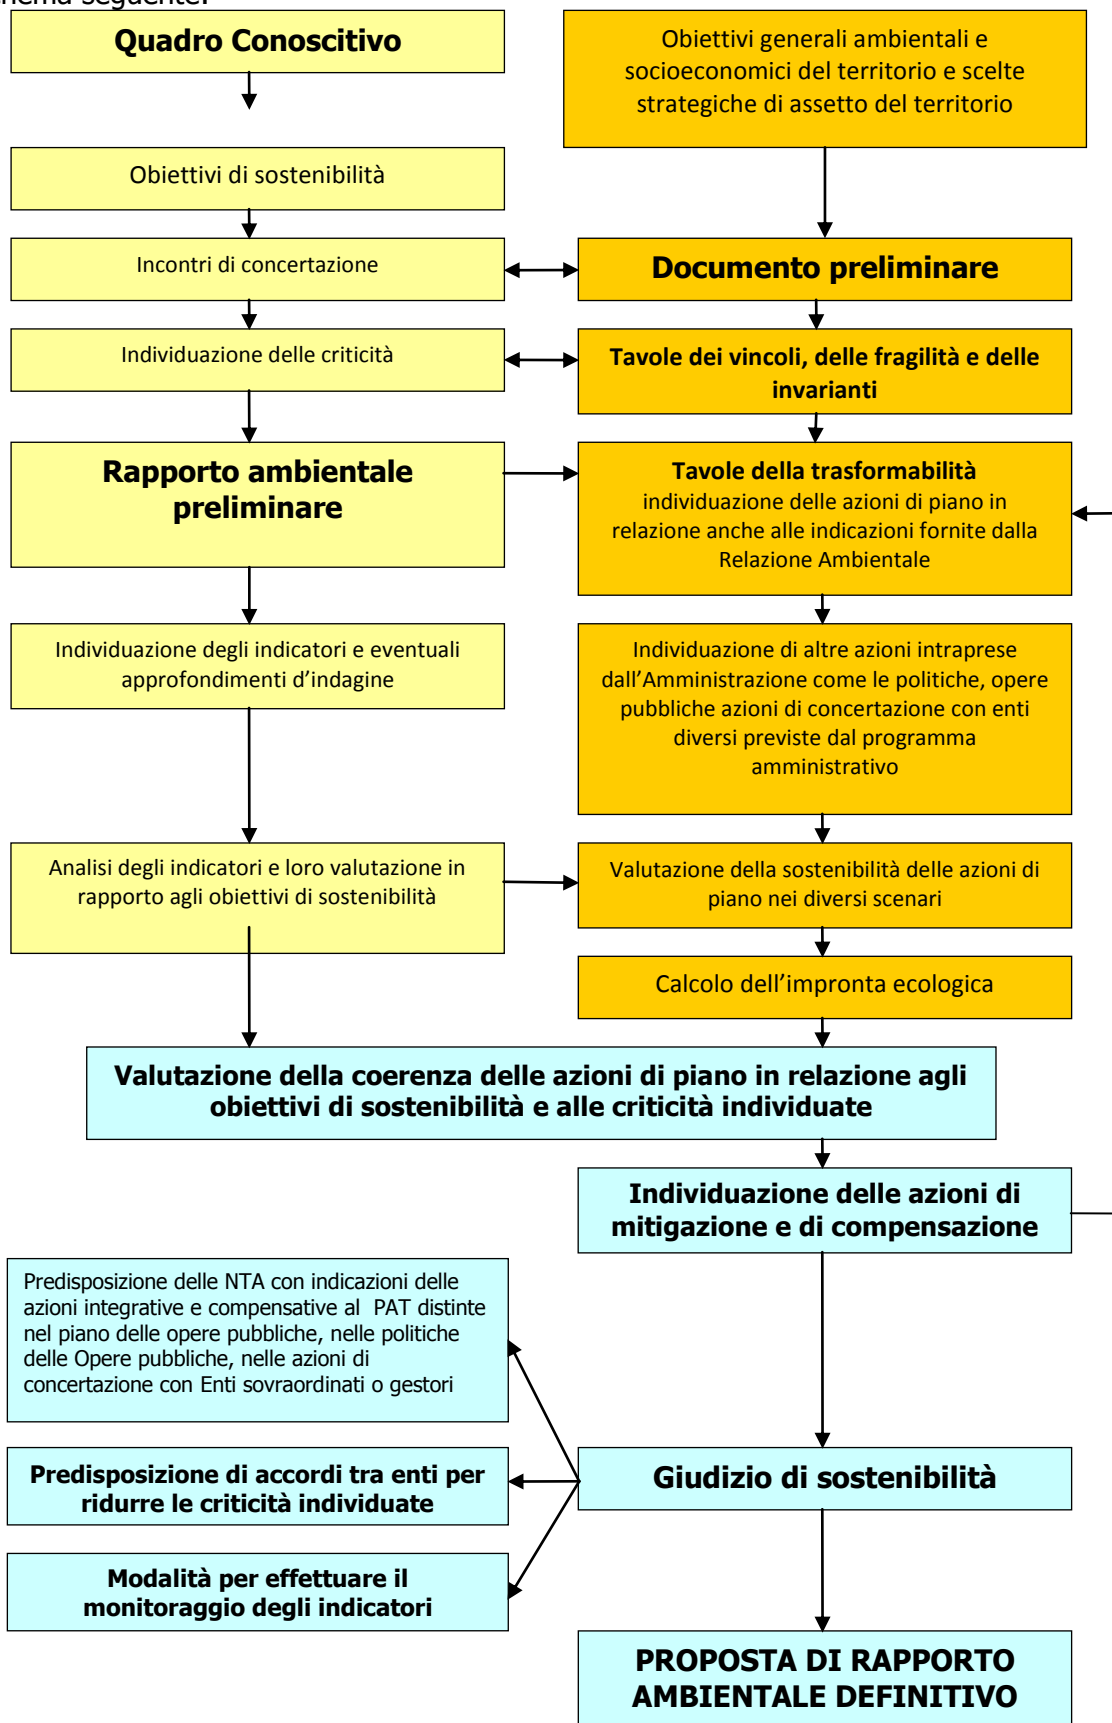 schema seguente:
Quadro Conoscitivo
Obiettivi generali ambientali e
socioeconomici del territorio e scelte
strategiche di assetto del territorio
Obiettivi di sostenibilità
Incontri di concertazione
Documento preliminare
Individuazione delle criticità
Tavole dei vincoli, delle fragilità e delle
invarianti
Rapporto ambientale
preliminare
Tavole della trasformabilità
individuazione delle azioni di piano in
relazione anche alle indicazioni fornite dalla
Relazione Ambientale
Individuazione degli indicatori e eventuali
approfondimenti d’indagine
Individuazione di altre azioni intraprese
dall’Amministrazione come le politiche, opere
pubbliche azioni di concertazione con enti
diversi previste dal programma
amministrativo
Analisi degli indicatori e loro valutazione in
rapporto agli obiettivi di sostenibilità
Valutazione della sostenibilità delle azioni di
piano nei diversi scenari
Calcolo dell’impronta ecologica
Valutazione della coerenza delle azioni di piano in relazione agli
obiettivi di sostenibilità e alle criticità individuate
Individuazione delle azioni di
mitigazione e di compensazione
Predisposizione delle NTA con indicazioni delle
azioni integrative e compensative al PAT distinte
nel piano delle opere pubbliche, nelle politiche
delle Opere pubbliche, nelle azioni di
concertazione con Enti sovraordinati o gestori
Predisposizione di accordi tra enti per
ridurre le criticità individuate
Giudizio di sostenibilità
Modalità per effettuare il
monitoraggio degli indicatori
PROPOSTA DI RAPPORTO
AMBIENTALE DEFINITIVO